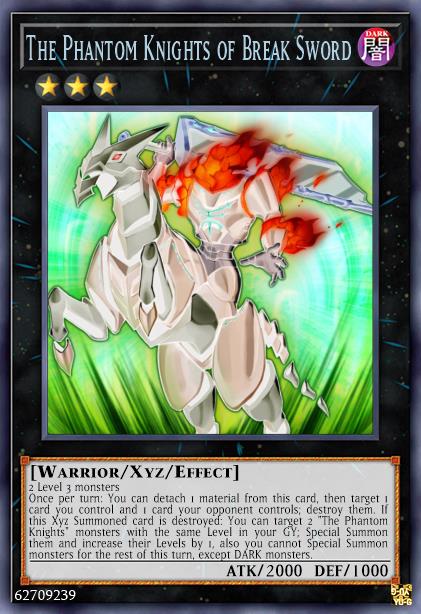 The Phantom Knights of Break Sword
DARK
闇
[Warrior/Xyz/Effect]
2 Level 3 monsters
Once per turn: You can detach 1 material from this card, then target 1
card you control and 1 card your opponent controls; destroy them. If
this Xyz Summoned card is destroyed: You can target 2 "The Phantom
Knights" monsters with the same Level in your GY; Special Summon
them and increase their Levels by 1, also you cannot Special Summon
monsters for the rest of this turn, except DARK monsters.
ATK/2000 DEF/1000
62709239